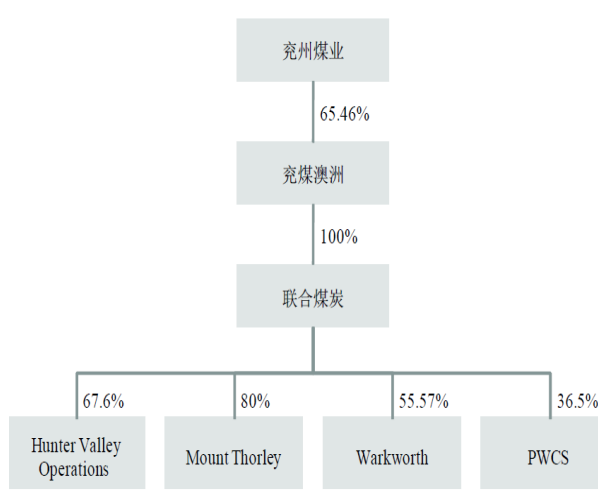 兖州煤业
65.46%
兖煤澳洲
100%
联合煤炭
67.6%
80%
55.57%
36.5%
Hunter Valley
Operations
Mount Thorley
Warkworth
PWCS